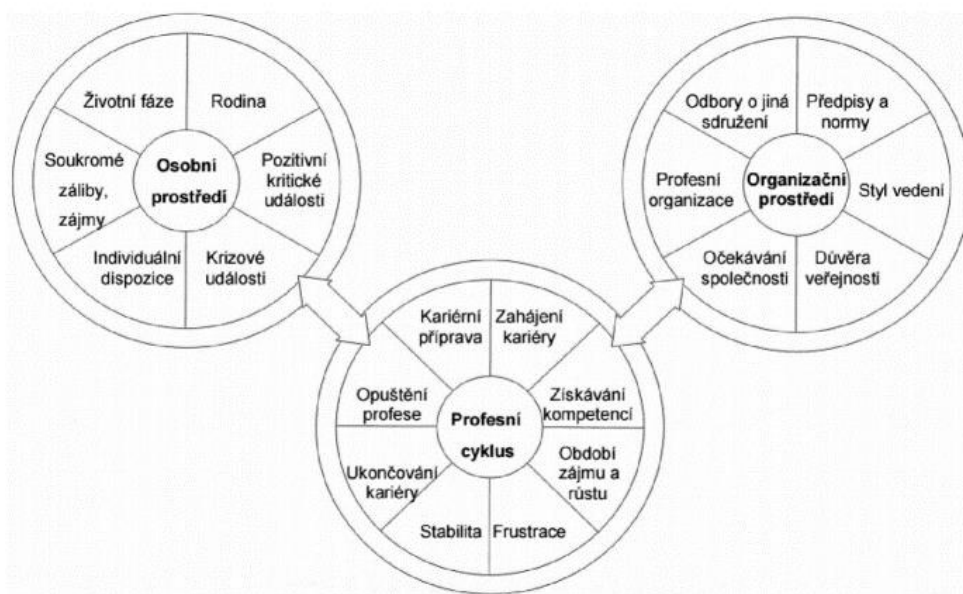 Životní fáze
Rodina
Soukromé
záliby,
zájmy
Osobní
prostředí
Pozitivní
kritické
události
Individuální
dispozice
Krizové
události
Odbory o jiná
sdružení
Předpisy a
normy
Profesní
organizace
Organizační
prostředí
Styl vedení
Očekávání
společnosti
Dúvěra
veřejnosti
Kariérní
příprava
Zahájení
kariéry
Opuštění
profese
Profesní
cyklus
Získávání
kompetencí
Ukončování
kariéry
Období
zájmu a
rústu
Stabilita
Frustrace